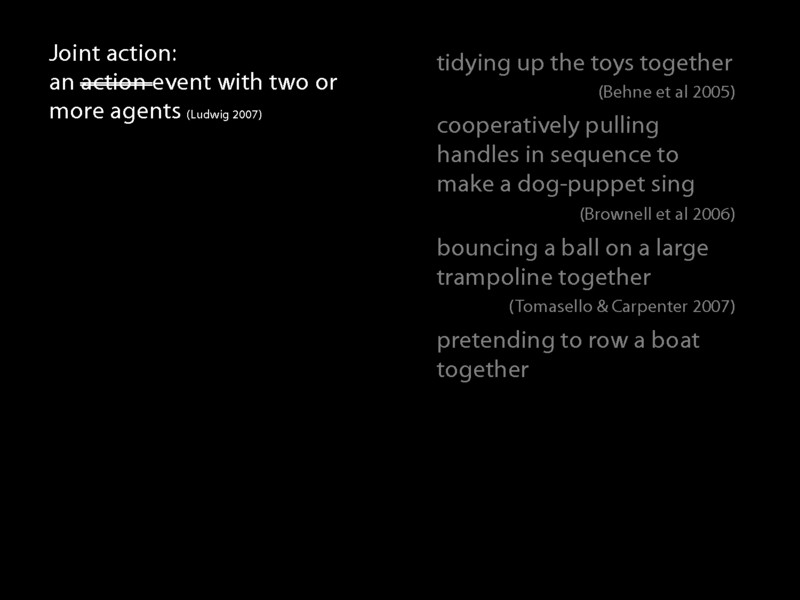 Joint action:
an action event with two or
more agents (Ludwig 2007)
tidying up the toys together
(Behne et al 2005)
cooperatively pulling
handles in sequence to
make a dog-puppet sing
(Brownell et al 2006)
bouncing a ball on a large
trampoline together
(Tomasello & Carpenter 2007)
pretending to row a boat
together